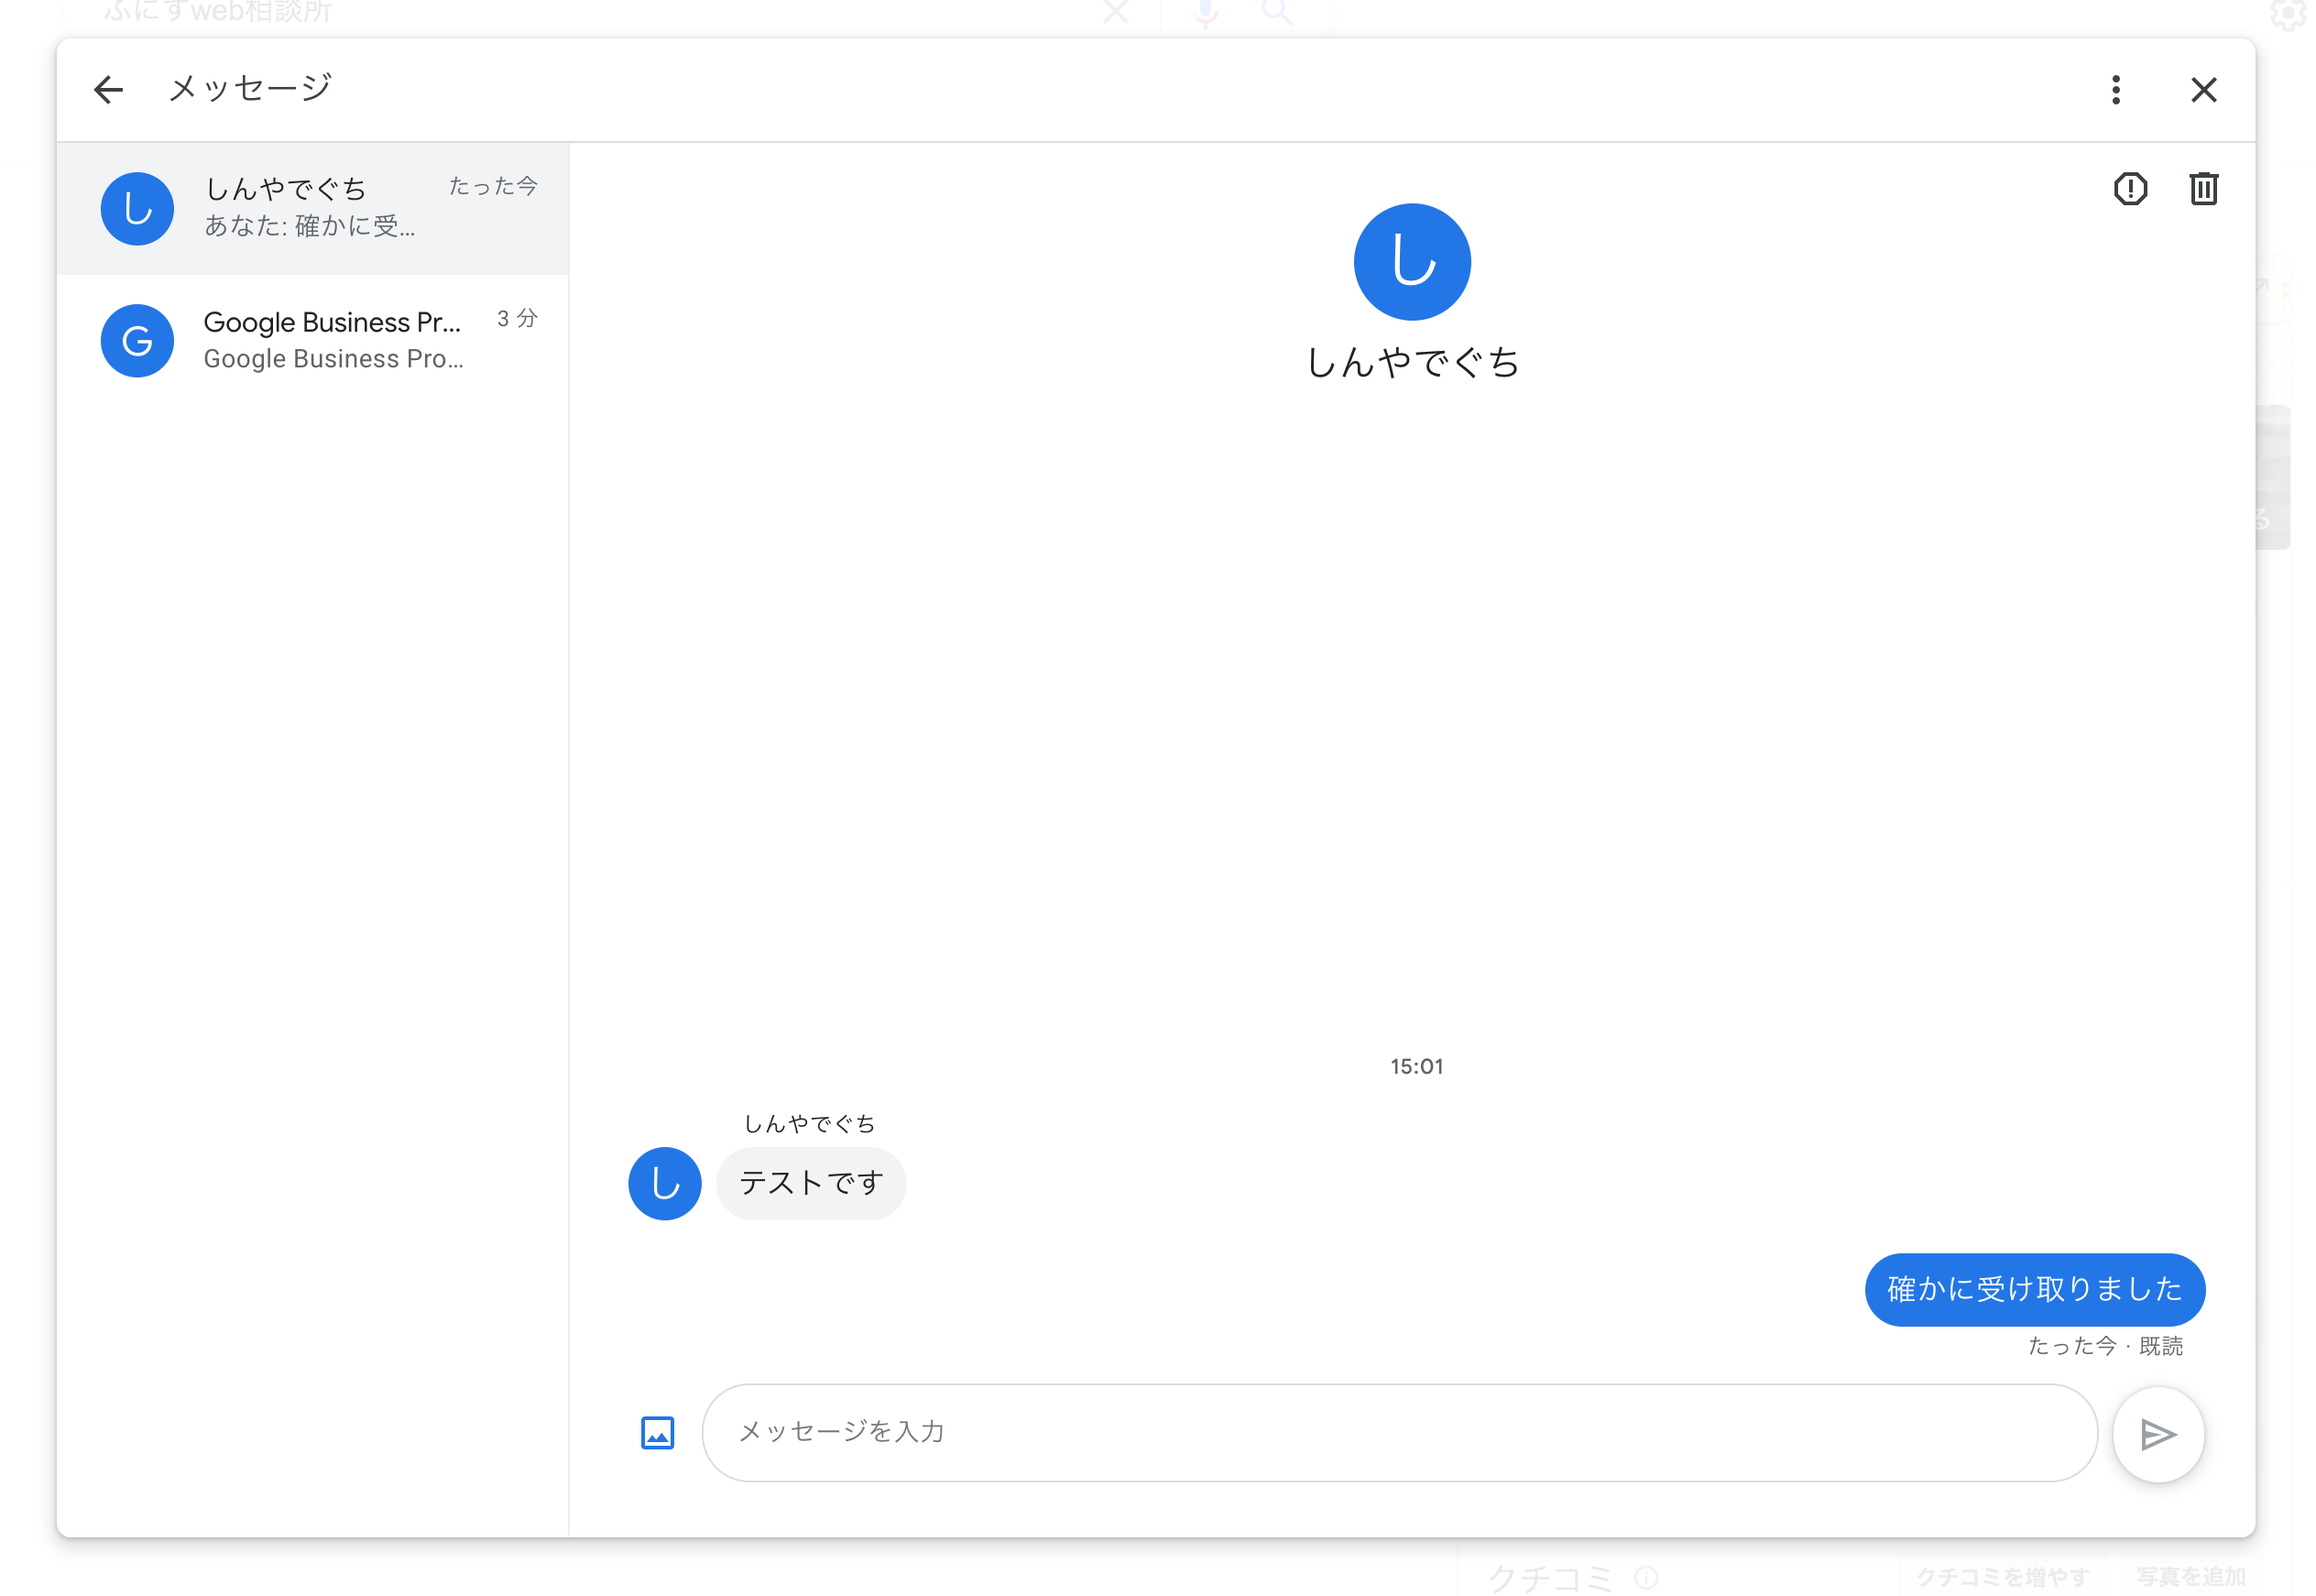 ふにすweb相談所
メッセージ
し
しんやでぐち
たった今
あなた: 確かに受...
G
Google Business Pr...
3 分
Google Business Pro...
し
しんやでぐち
15:01
しんやでぐち
し
テストです
確かに受け取りました
たった今 · 既読
メッセージを入力
る
クチコミ
クチコミを増やす
写真を追加